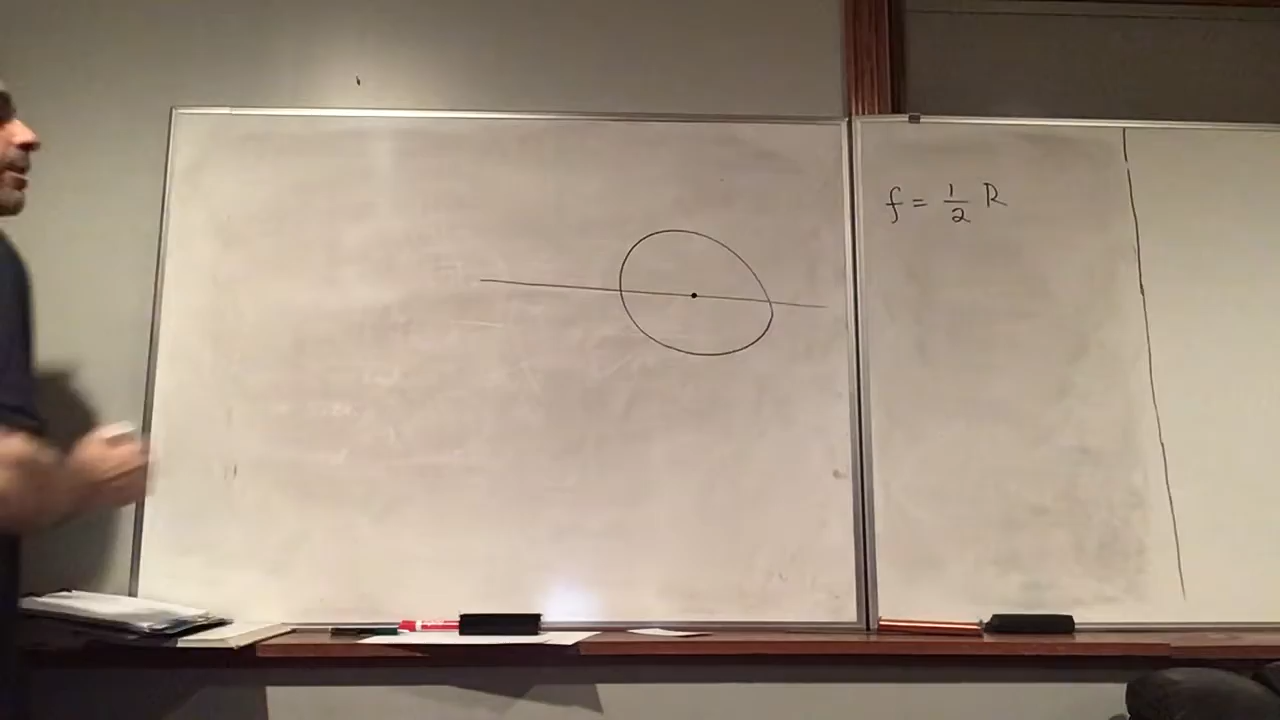 f = 1/2 R